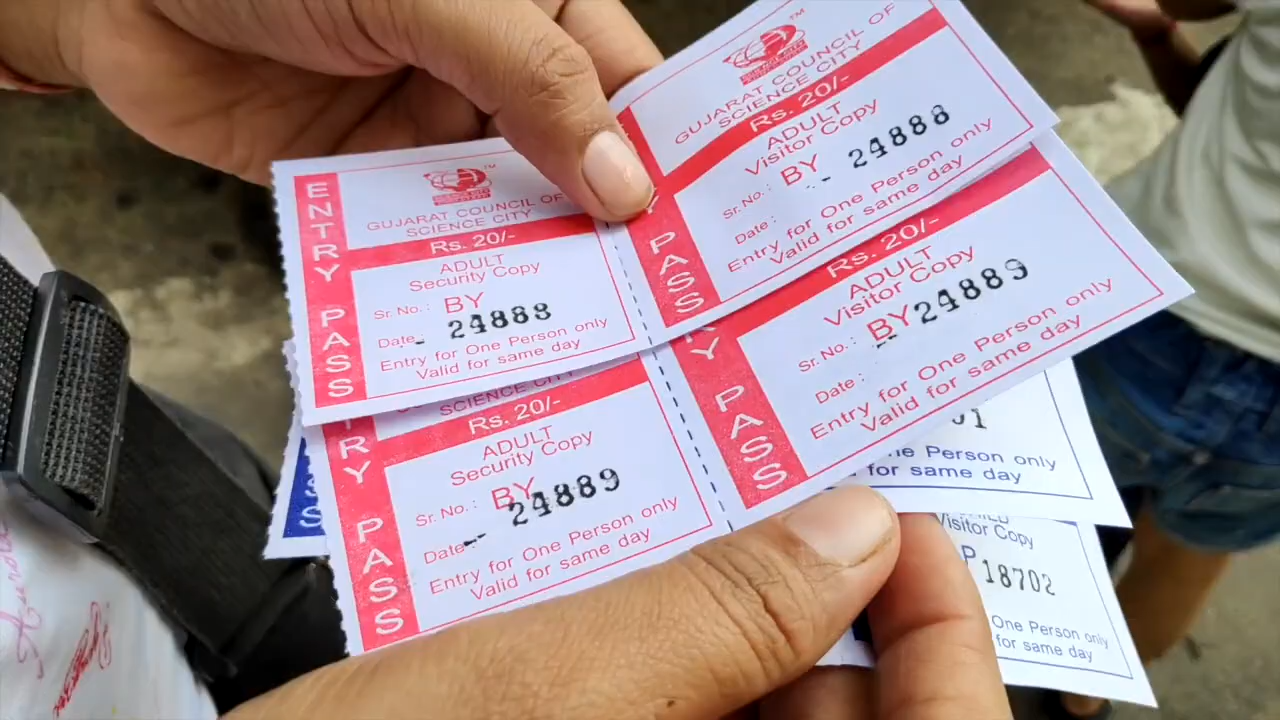 ENTRY PASS
GUJARAT COUNCIL OF
SCIENCE CITY
Rs. 20/-
ADULT
Security Copy
Sr. No.: BY
24888
Date
Entry for One Person only
Valid for same day
™
GUJARAT COUNCIL OF
SCIENCE CITY
Rs. 20/-
ADULT
Visitor Copy
Sr. No.: BY 24888
Date:
Entry for One Person only
Valid for same day
PASS
SCIENCE CITY
Rs. 20/-
ADULT
Security Copy
Sr. No.: BY 24889
Date
Entry for One Person only
Valid for same day
TRY PASS
Rs. 20/-
ADULT
Visitor Copy
Sr. No.: BY 24889
Date:
Entry for One Person only
Valid for same day
Y PASS
ne Person only
for same day
Visitor Copy
P 18702
One Person only
same day